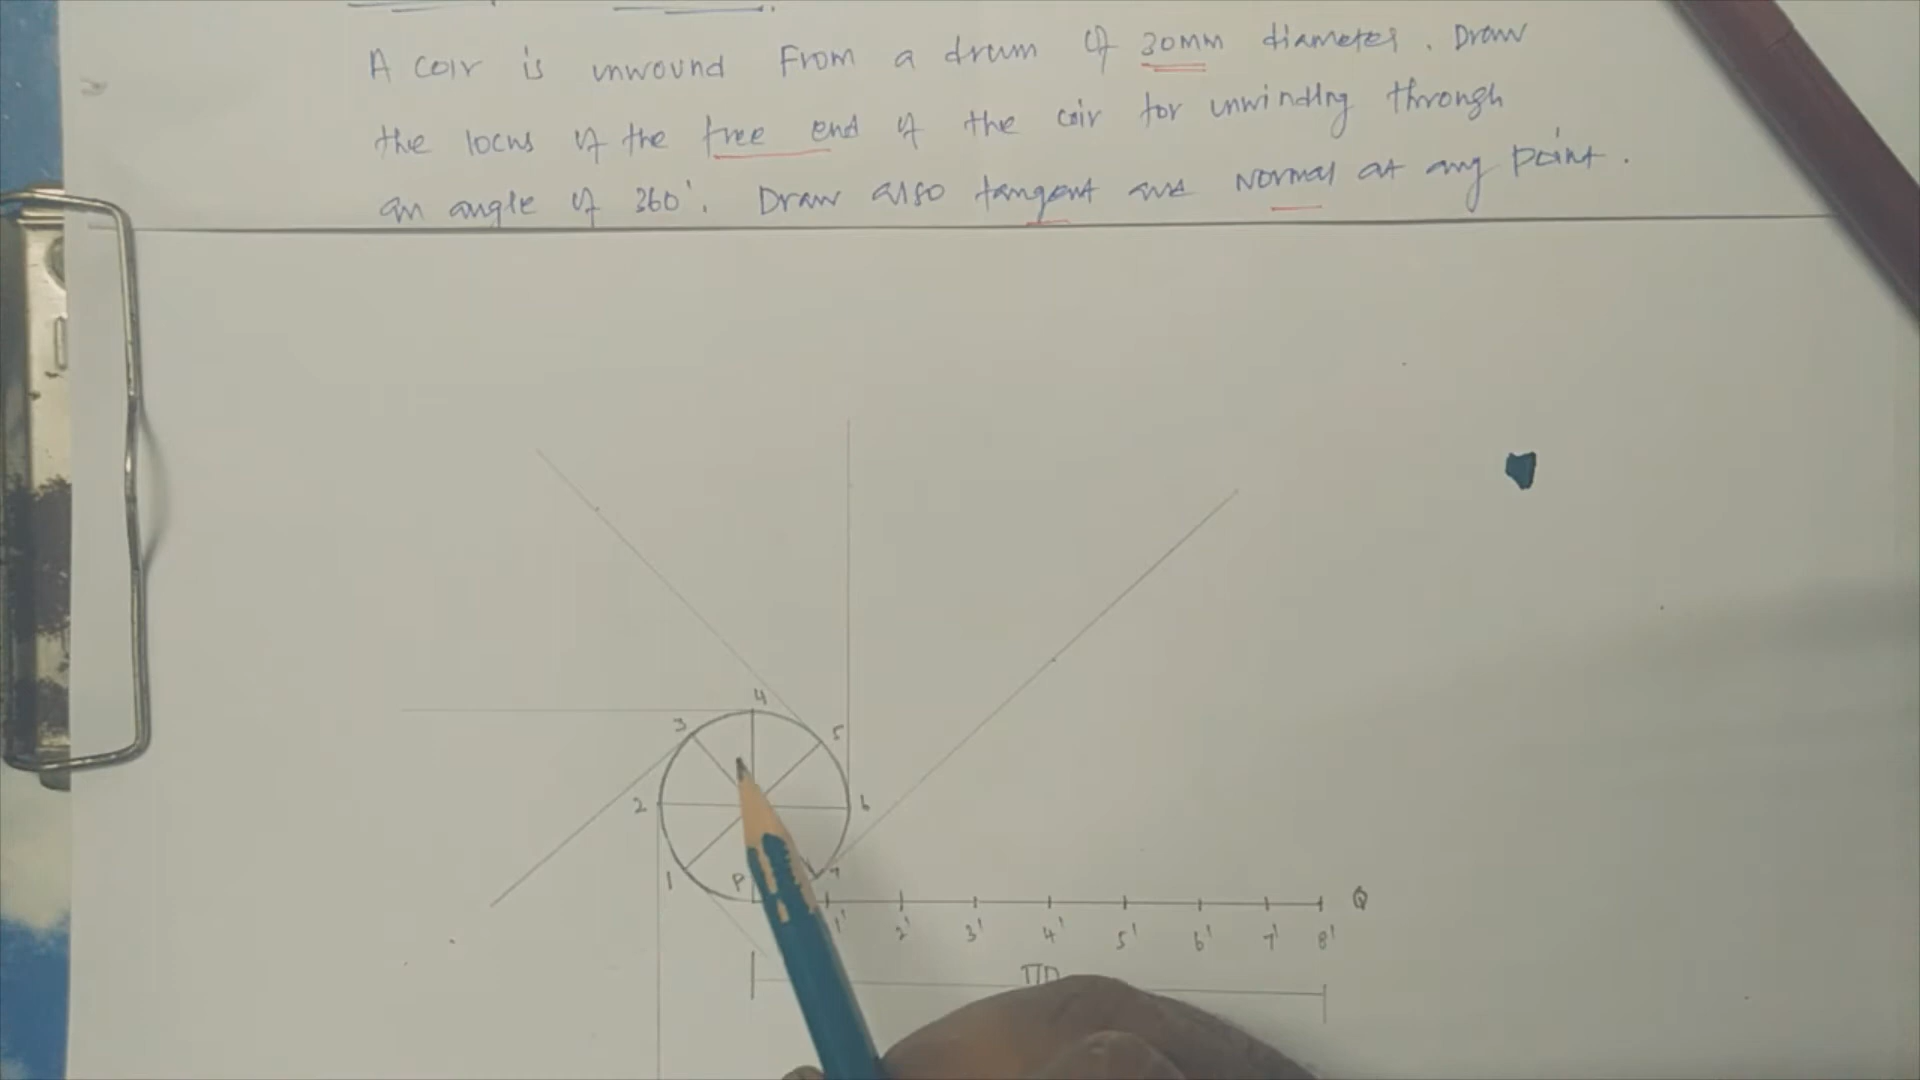 A coir is unwound From a drum of 30mm diameter. Draw
the locus of the free end of the coir for unwinding through
an angle of 360°. Draw also tangent and Normal at any point.
4
3
5
2
6
1
P
7
Q
1' 2' 3' 4' 5' 6' 7' 8'
πD